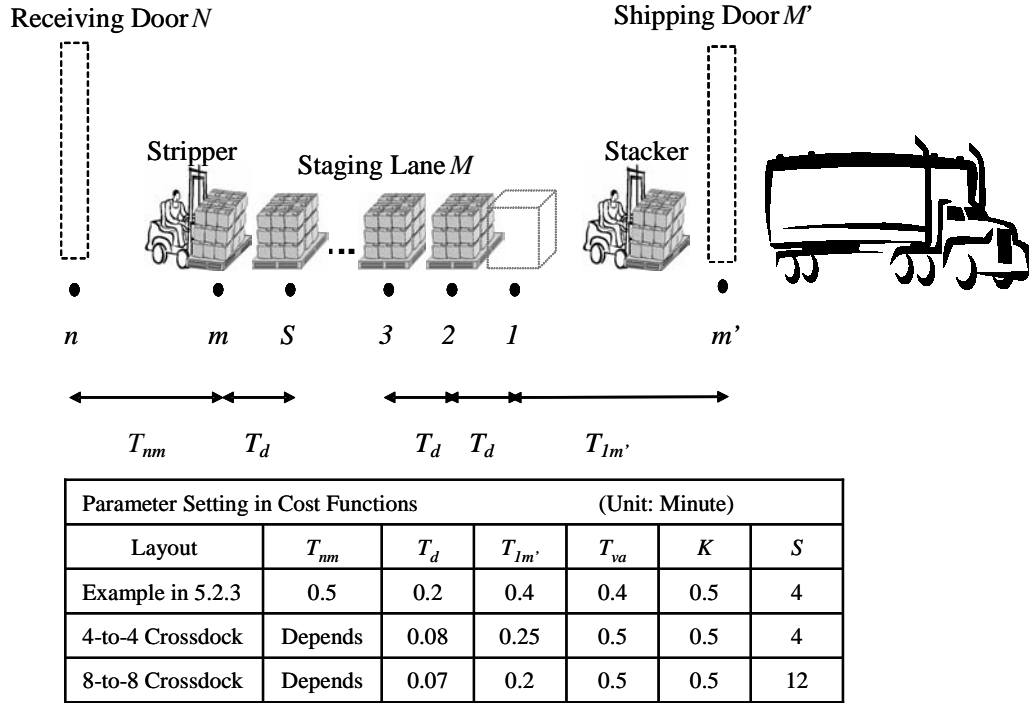 Receiving Door N
Shipping Door M'
Stripper
Staging Lane M
Stacker
...
n m S 3 2 1 m'
T_nm T_d T_d T_d T_1m'
Parameter Setting in Cost Functions (Unit: Minute)
Layout T_nm T_d T_1m' T_va K S
Example in 5.2.3 0.5 0.2 0.4 0.4 0.5 4
4-to-4 Crossdock Depends 0.08 0.25 0.5 0.5 4
8-to-8 Crossdock Depends 0.07 0.2 0.5 0.5 12